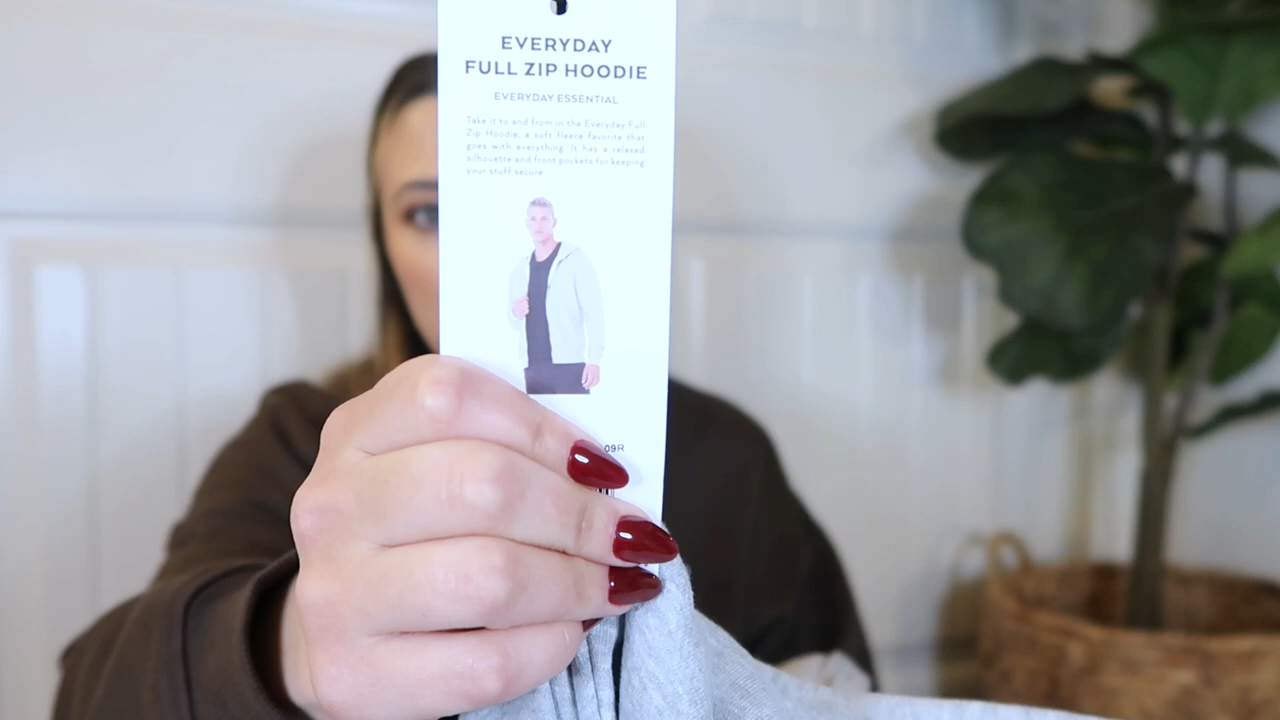 EVERYDAY
FULL ZIP HOODIE
EVERYDAY ESSENTIAL
Take it to and from in the Everyday Full
Zip Hoodie, a soft fleece favorite that
goes with everything. It has a relaxed
silhouette and front pockets for keeping
your stuff secure.
09R